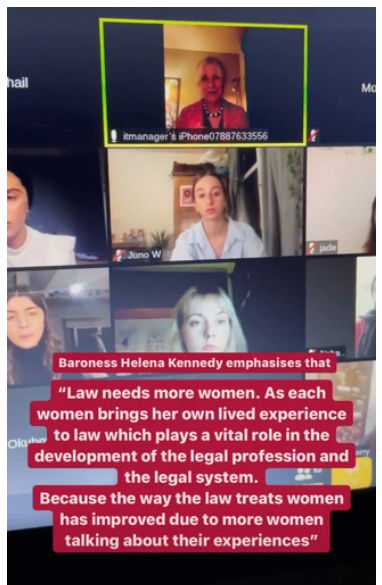 hail
Mo
itmanager's iPhone07887633556
Juno W
jade
Baroness Helena Kennedy emphasises that
“Law needs more women. As each
women brings her own lived experience
to law which plays a vital role in the
development of the legal profession and
the legal system.
Because the way the law treats women
has improved due to more women
talking about their experiences”